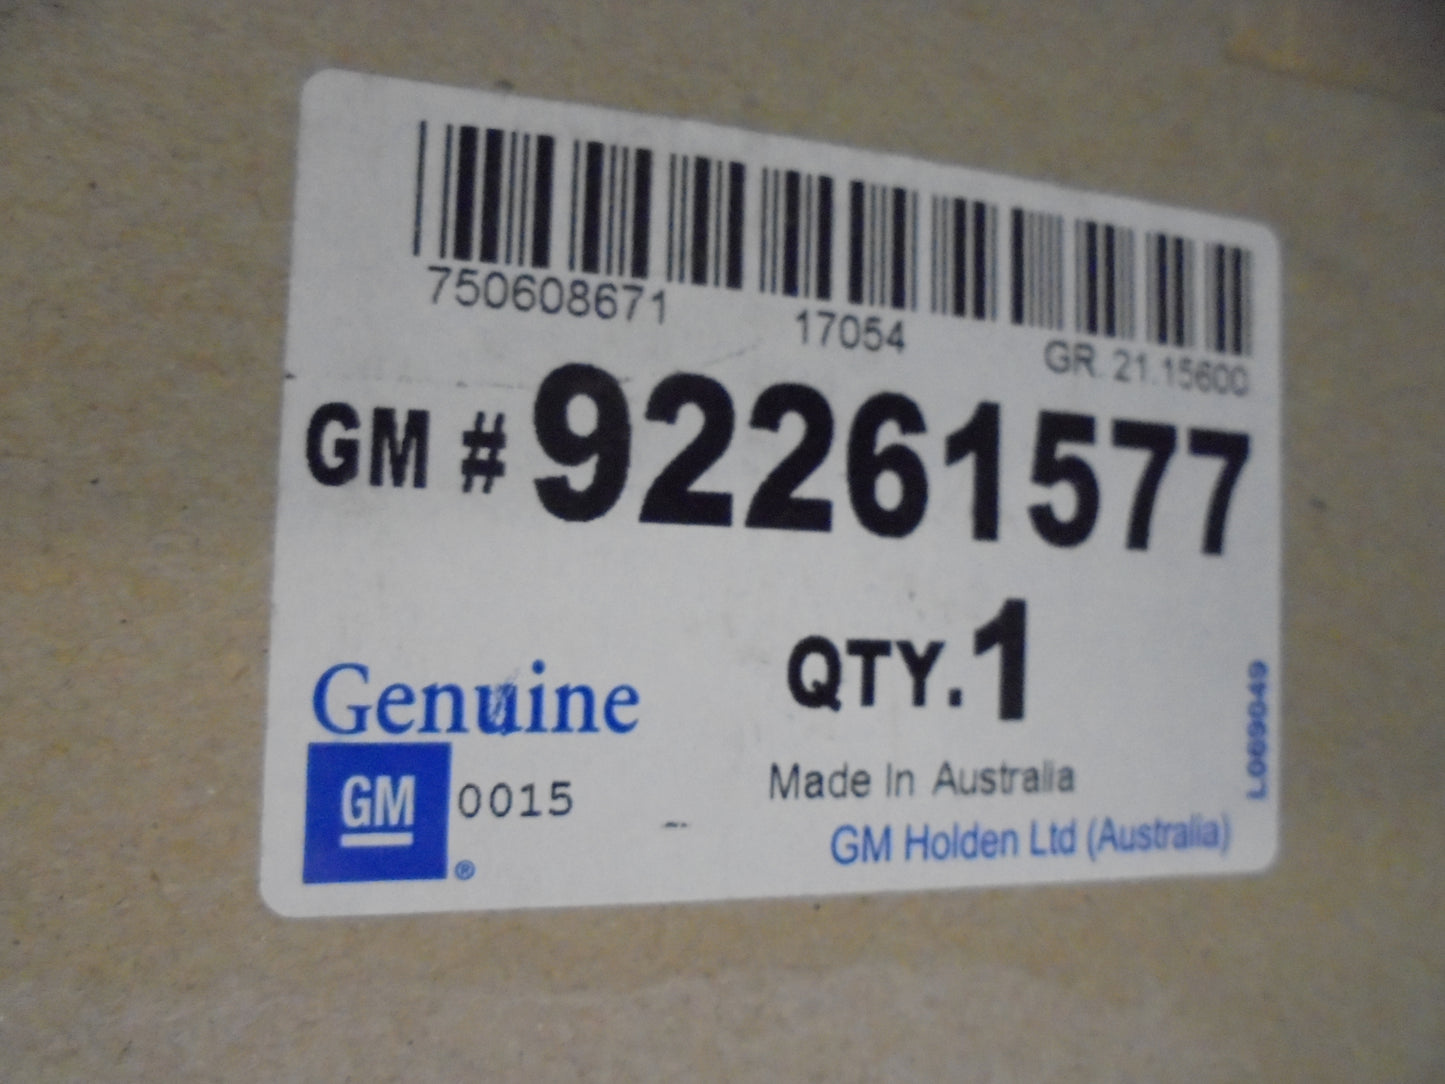 750608671 17054 GR. 21.15600
GM # 92261577
QTY.1
Genuine
GM 0015
®
Made In Australia
GM Holden Ltd (Australia)
L069849